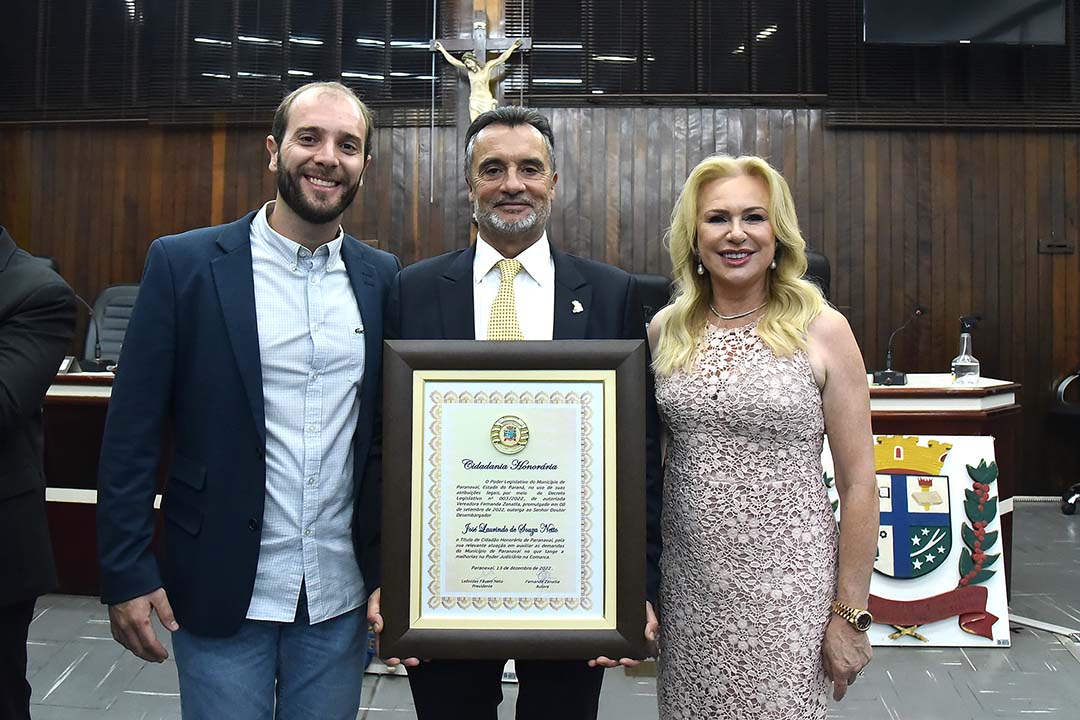 Cidadania Honorária
O Poder Legislativo do Município de
Paranavaí, Estado do Paraná, no uso de suas
atribuições legais, por meio do Decreto
Legislativo nº 003/2022, de autoria da
Vereadora Fernanda Zanatta, promulgado em 08
de setembro de 2022, outorga ao Senhor Doutor
Desembargador
José Laurindo de Souza Netto
o Título de Cidadão Honorário de Paranavaí, pela
sua relevante atuação em auxiliar as demandas
do Município de Paranavaí no que tange a
melhorias no Poder Judiciário na Comarca.
Paranavaí, 13 de dezembro de 2022
Leônidas Fávero Neto
Fernanda Zanatta
Presidente
Autora